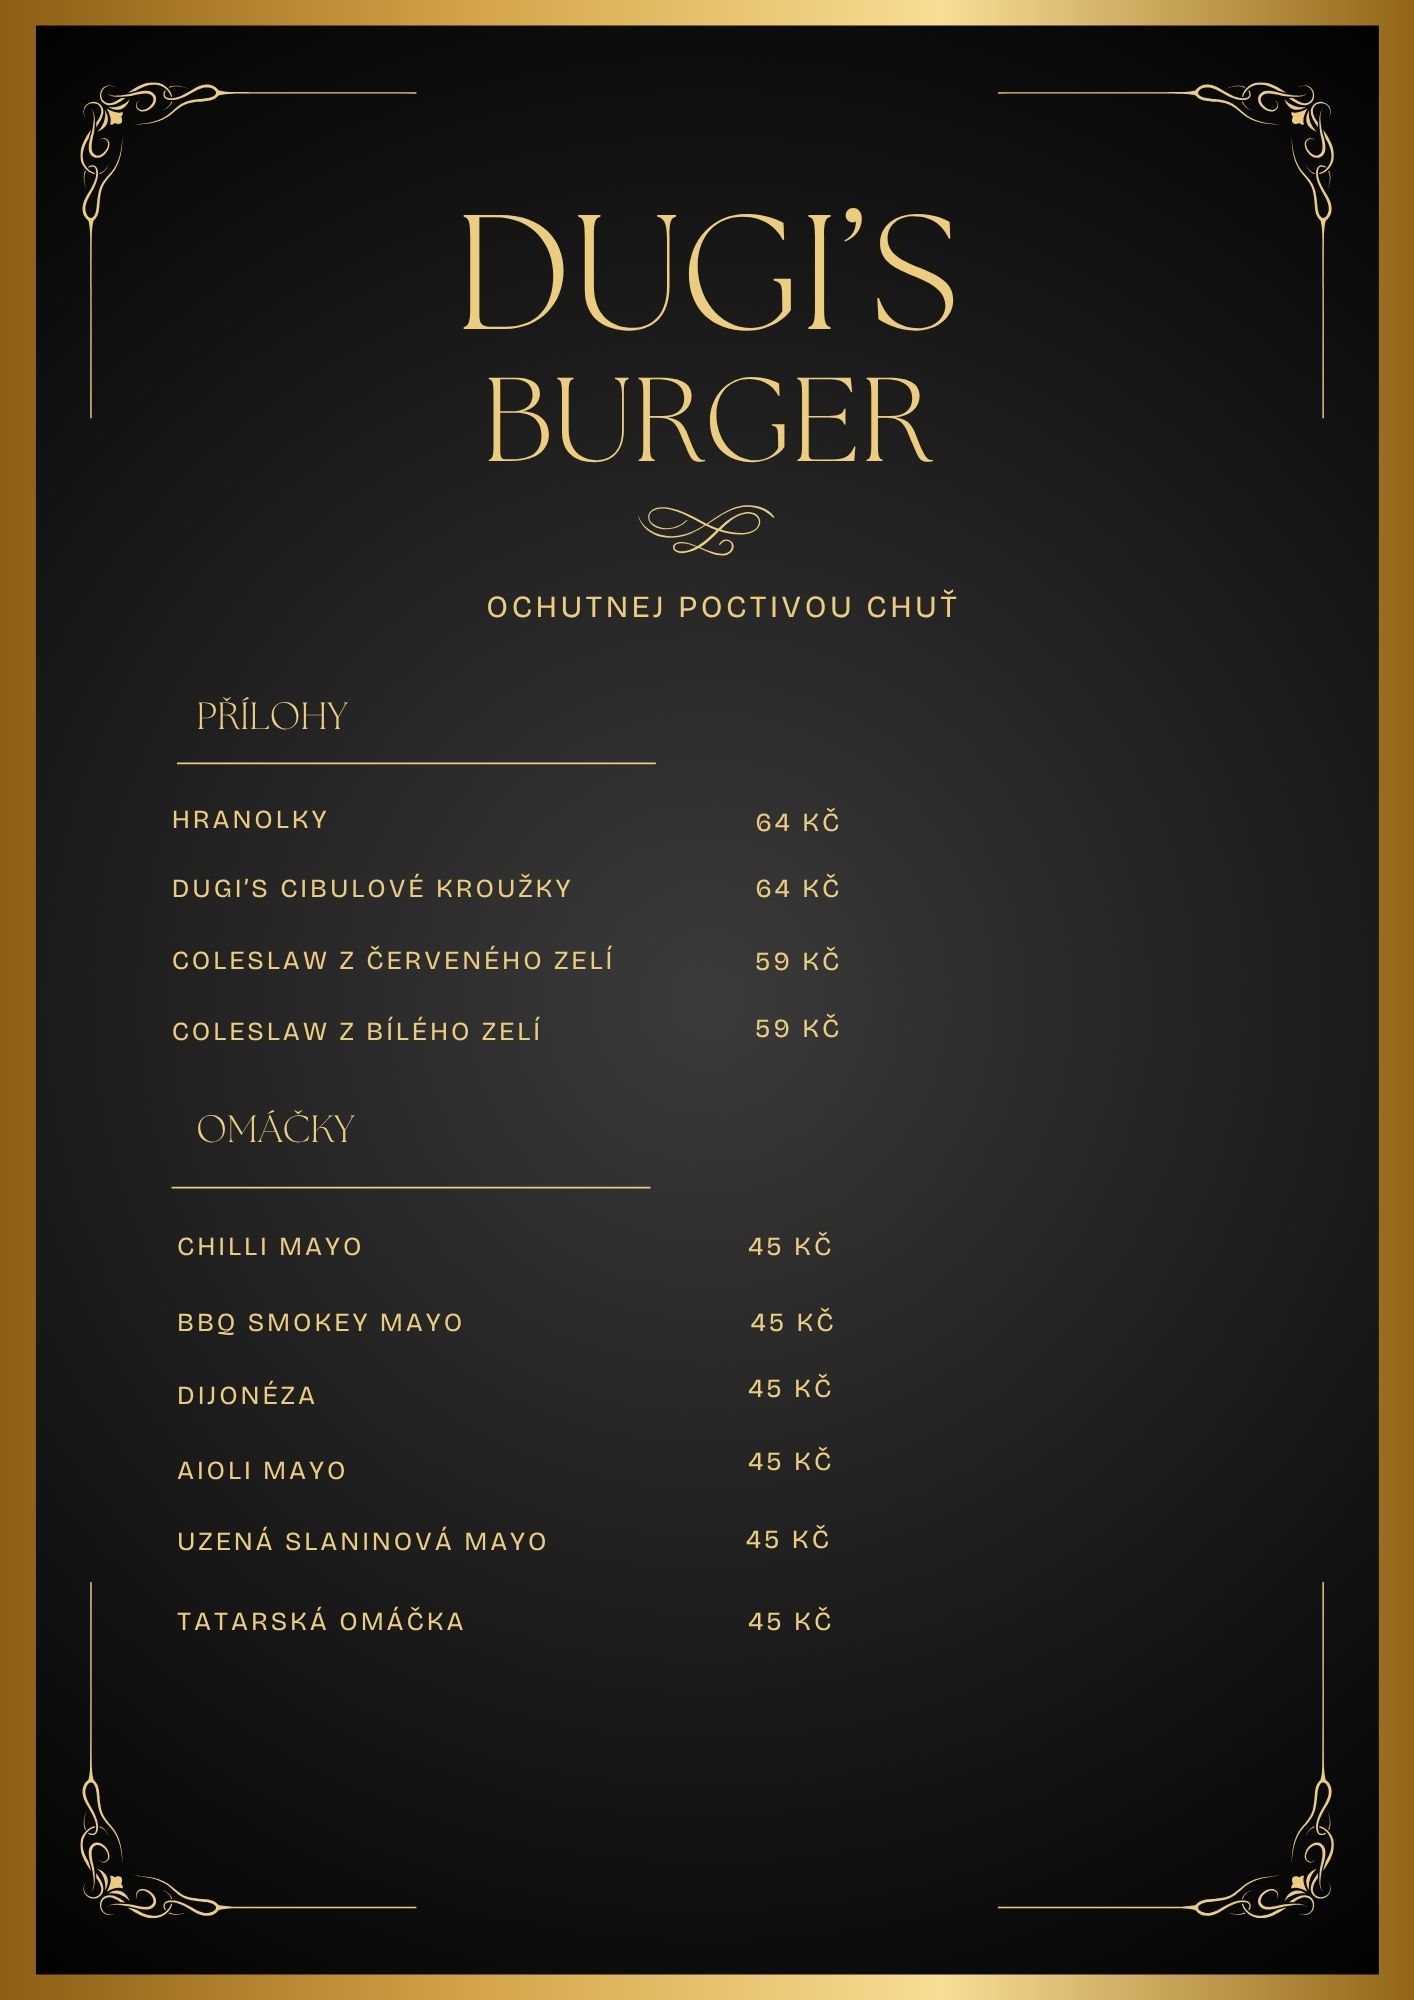 DUGI’S
BURGER
OCHUTNEJ POCTIVOU CHUŤ
PŘÍLOHY
HRANOLKY 64 KČ
DUGI’S CIBULOVÉ KROUŽKY 64 KČ
COLESLAW Z ČERVENÉHO ZELÍ 59 KČ
COLESLAW Z BÍLÉHO ZELÍ 59 KČ
OMÁČKY
CHILLI MAYO 45 KČ
BBQ SMOKEY MAYO 45 KČ
DIJONÉZA 45 KČ
AIOLI MAYO 45 KČ
UZENÁ SLANINOVÁ MAYO 45 KČ
TATARSKÁ OMÁČKA 45 KČ